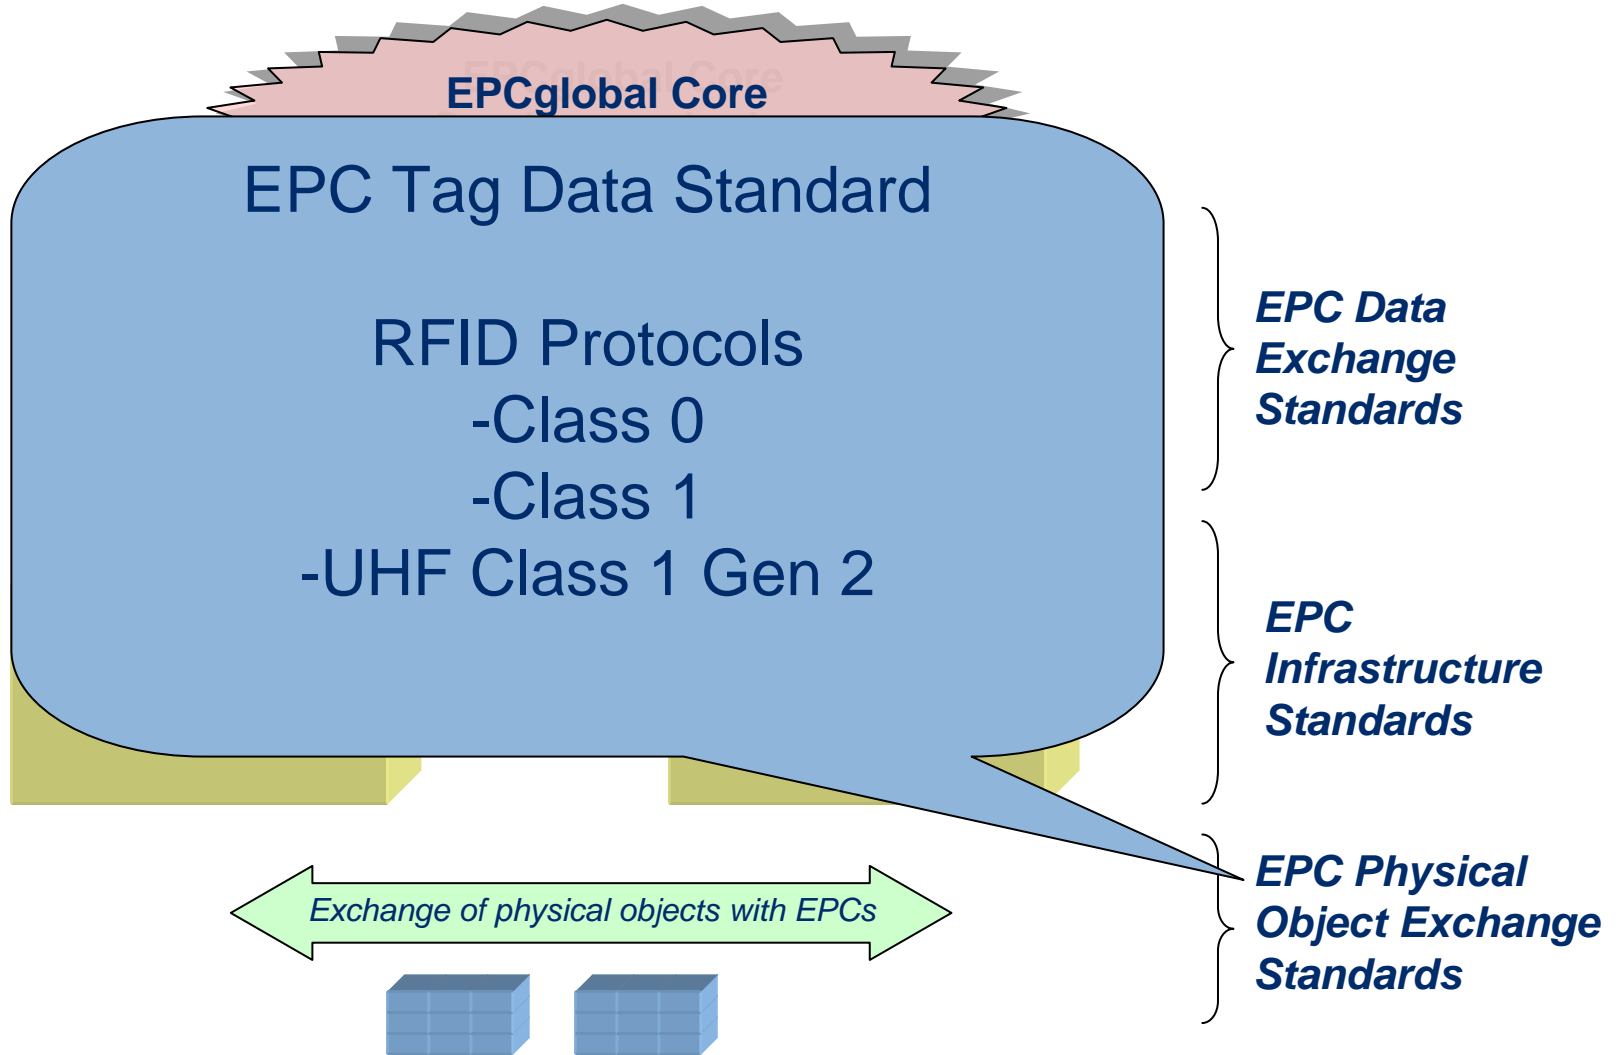 EPCglobal Core
EPC Tag Data Standard
RFID Protocols
-Class 0
-Class 1
-UHF Class 1 Gen 2
EPC Data
Exchange
Standards
EPC
Infrastructure
Standards
EPC Physical
Object Exchange
Standards
Exchange of physical objects with EPCs